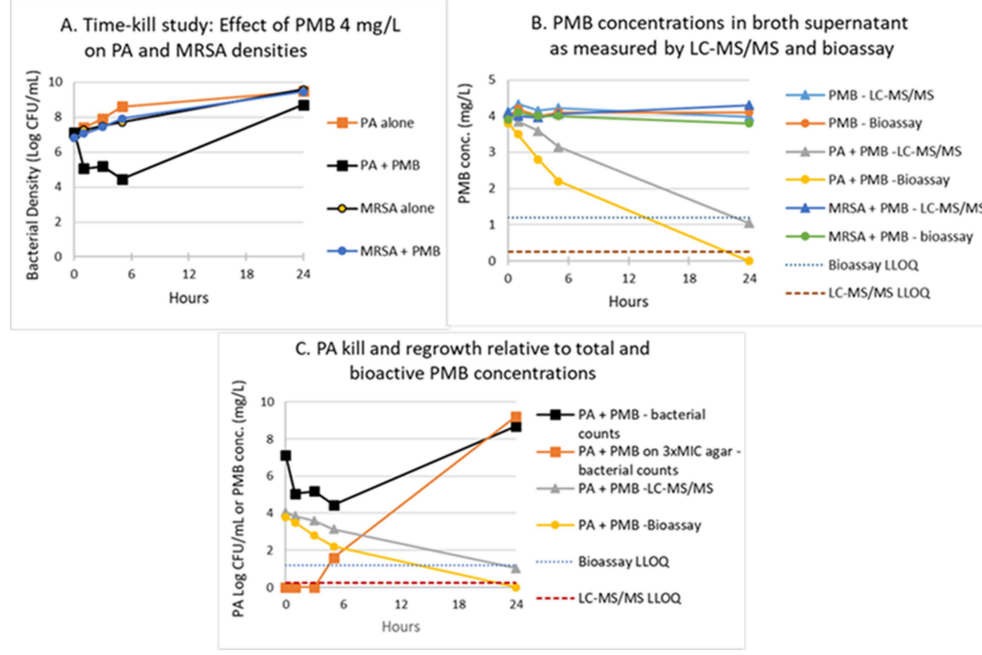 A. Time-kill study: Effect of PMB 4 mg/L
on PA and MRSA densities
Bacterial Density (Log CFU/mL)
10
8
6
4
2
0
0 6 12 18 24
Hours
PA alone
PA + PMB
MRSA alone
MRSA + PMB
B. PMB concentrations in broth supernatant
as measured by LC-MS/MS and bioassay
PMB conc. (mg/L)
5
4
3
2
1
0
0 6 12 18 24
Hours
PMB - LC-MS/MS
PMB - Bioassay
PA + PMB -LC-MS/MS
PA + PMB -Bioassay
MRSA + PMB - LC-MS/MS
MRSA + PMB - bioassay
Bioassay LLOQ
LC-MS/MS LLOQ
C. PA kill and regrowth relative to total and
bioactive PMB concentrations
PA Log CFU/mL or PMB conc. (mg/L)
10
8
6
4
2
0
0 6 12 18 24
Hours
PA + PMB - bacterial
counts
PA + PMB on 3xMIC agar -
bacterial counts
PA + PMB -LC-MS/MS
PA + PMB -Bioassay
Bioassay LLOQ
LC-MS/MS LLOQ